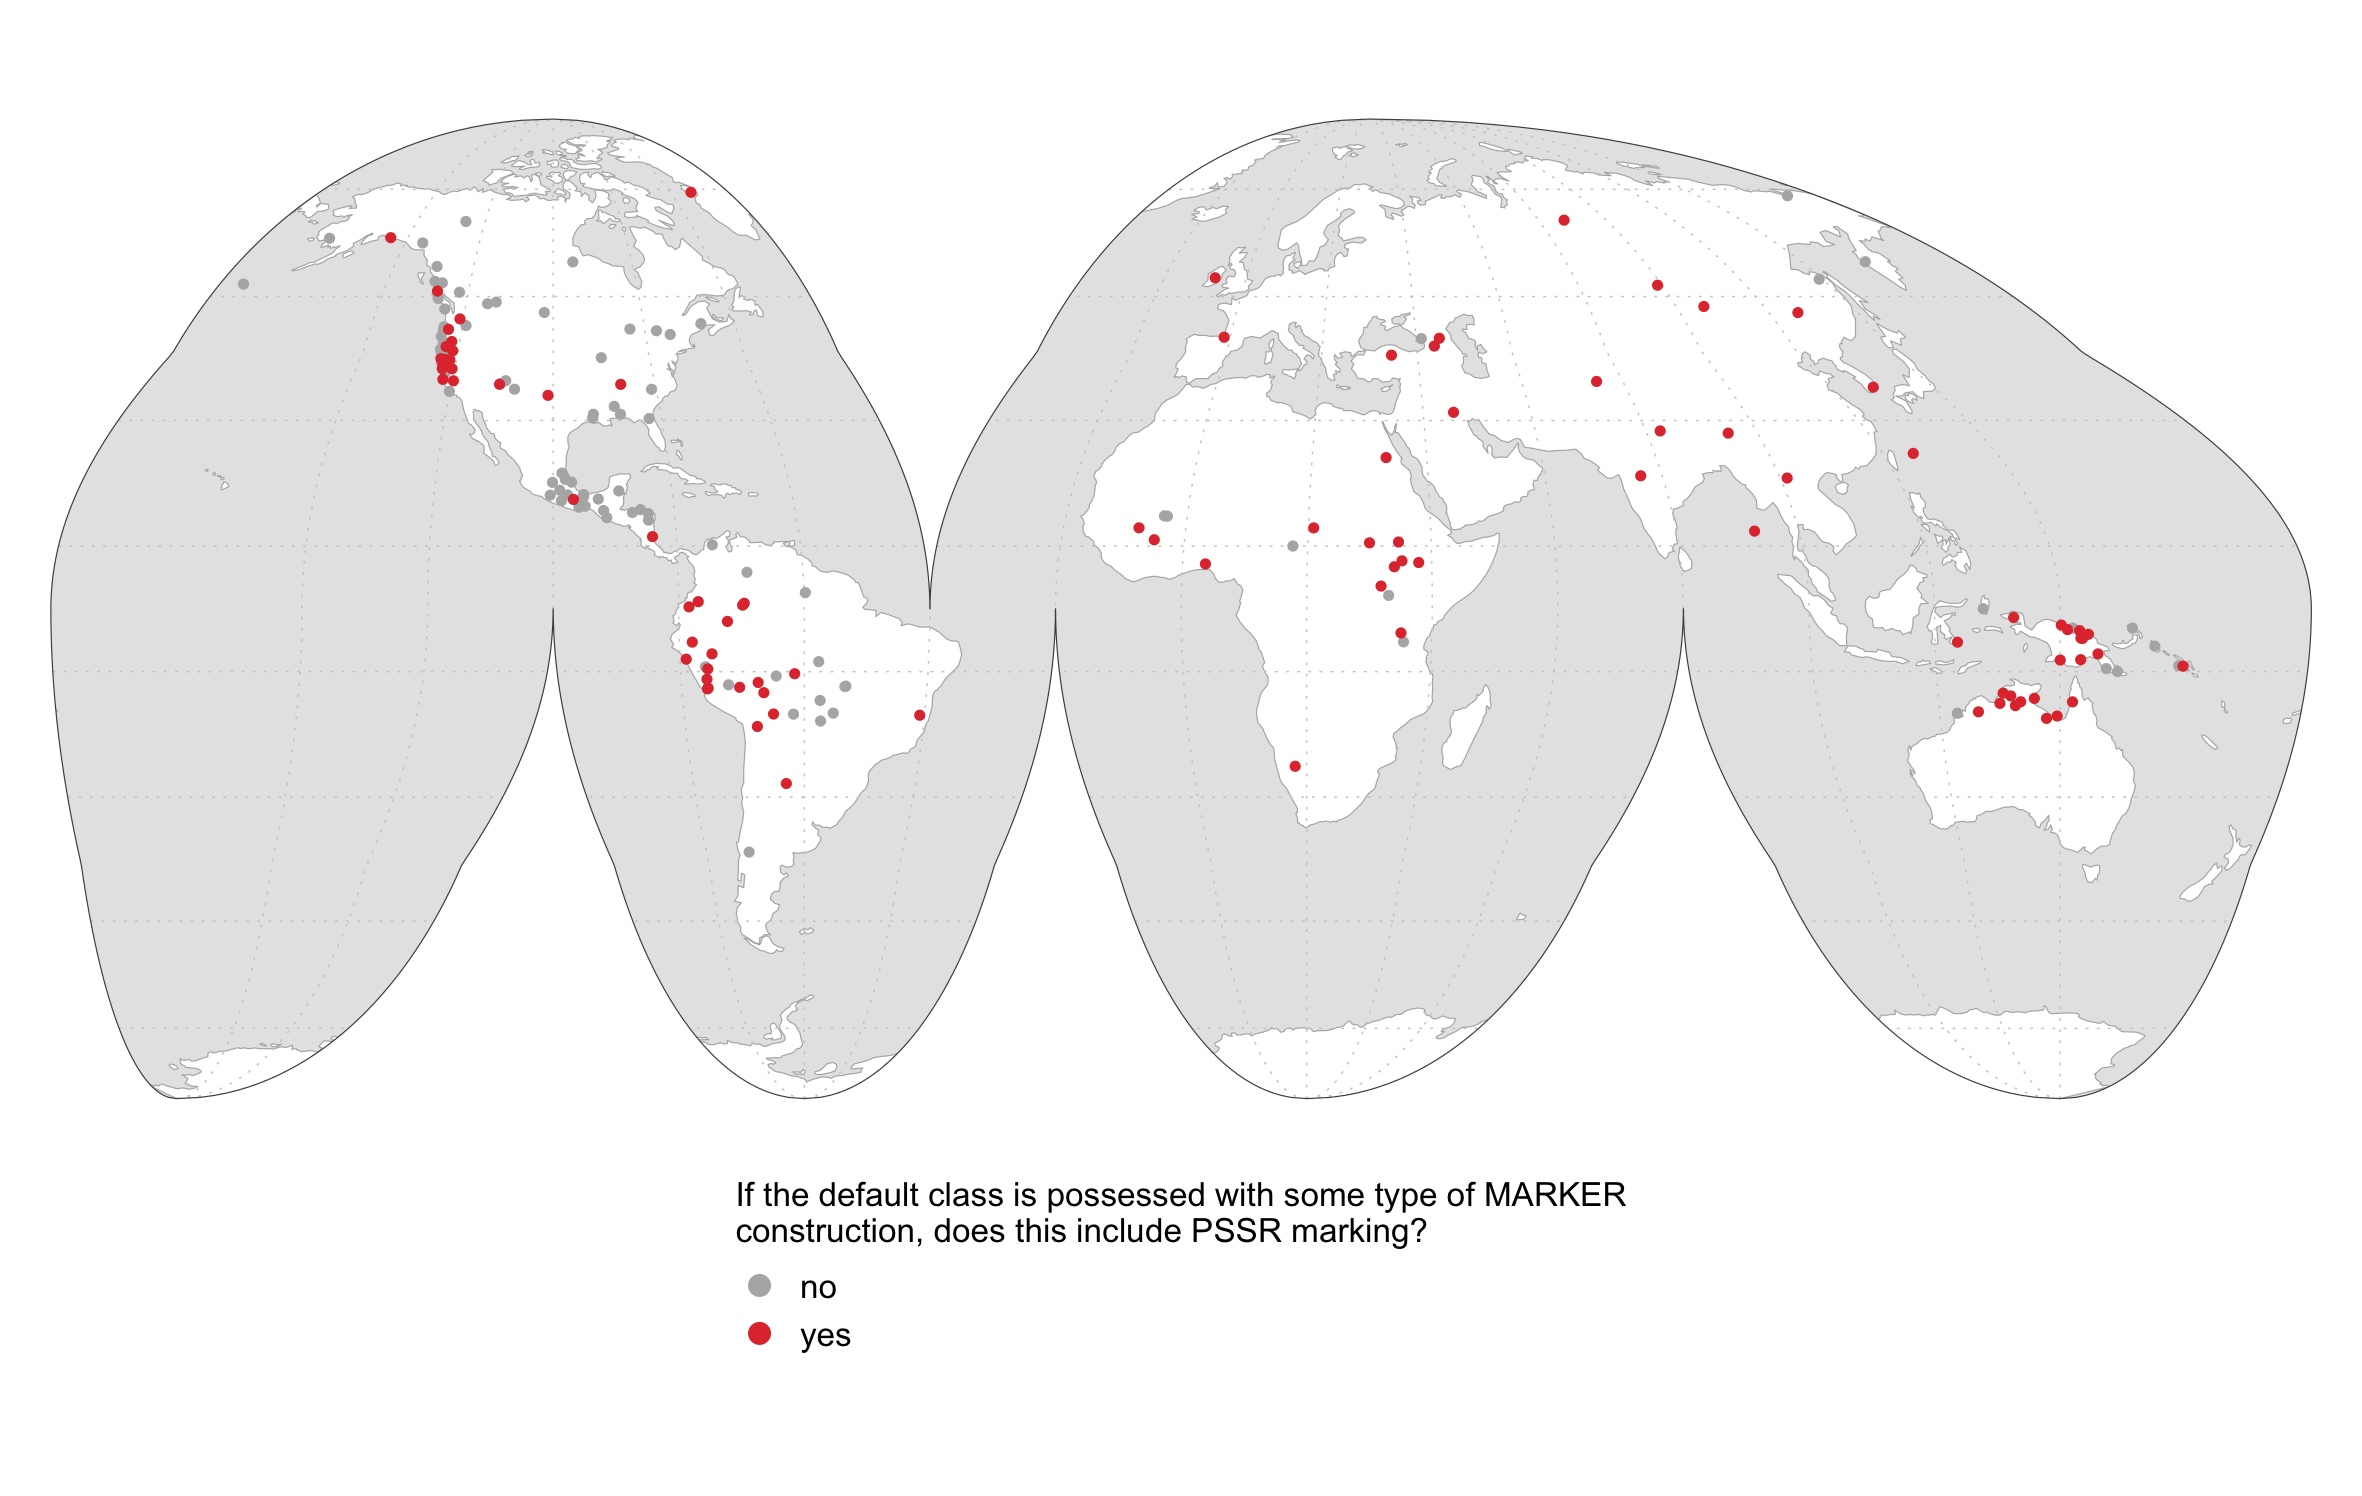 If the default class is possessed with some type of MARKER
construction, does this include PSSR marking?
no
yes